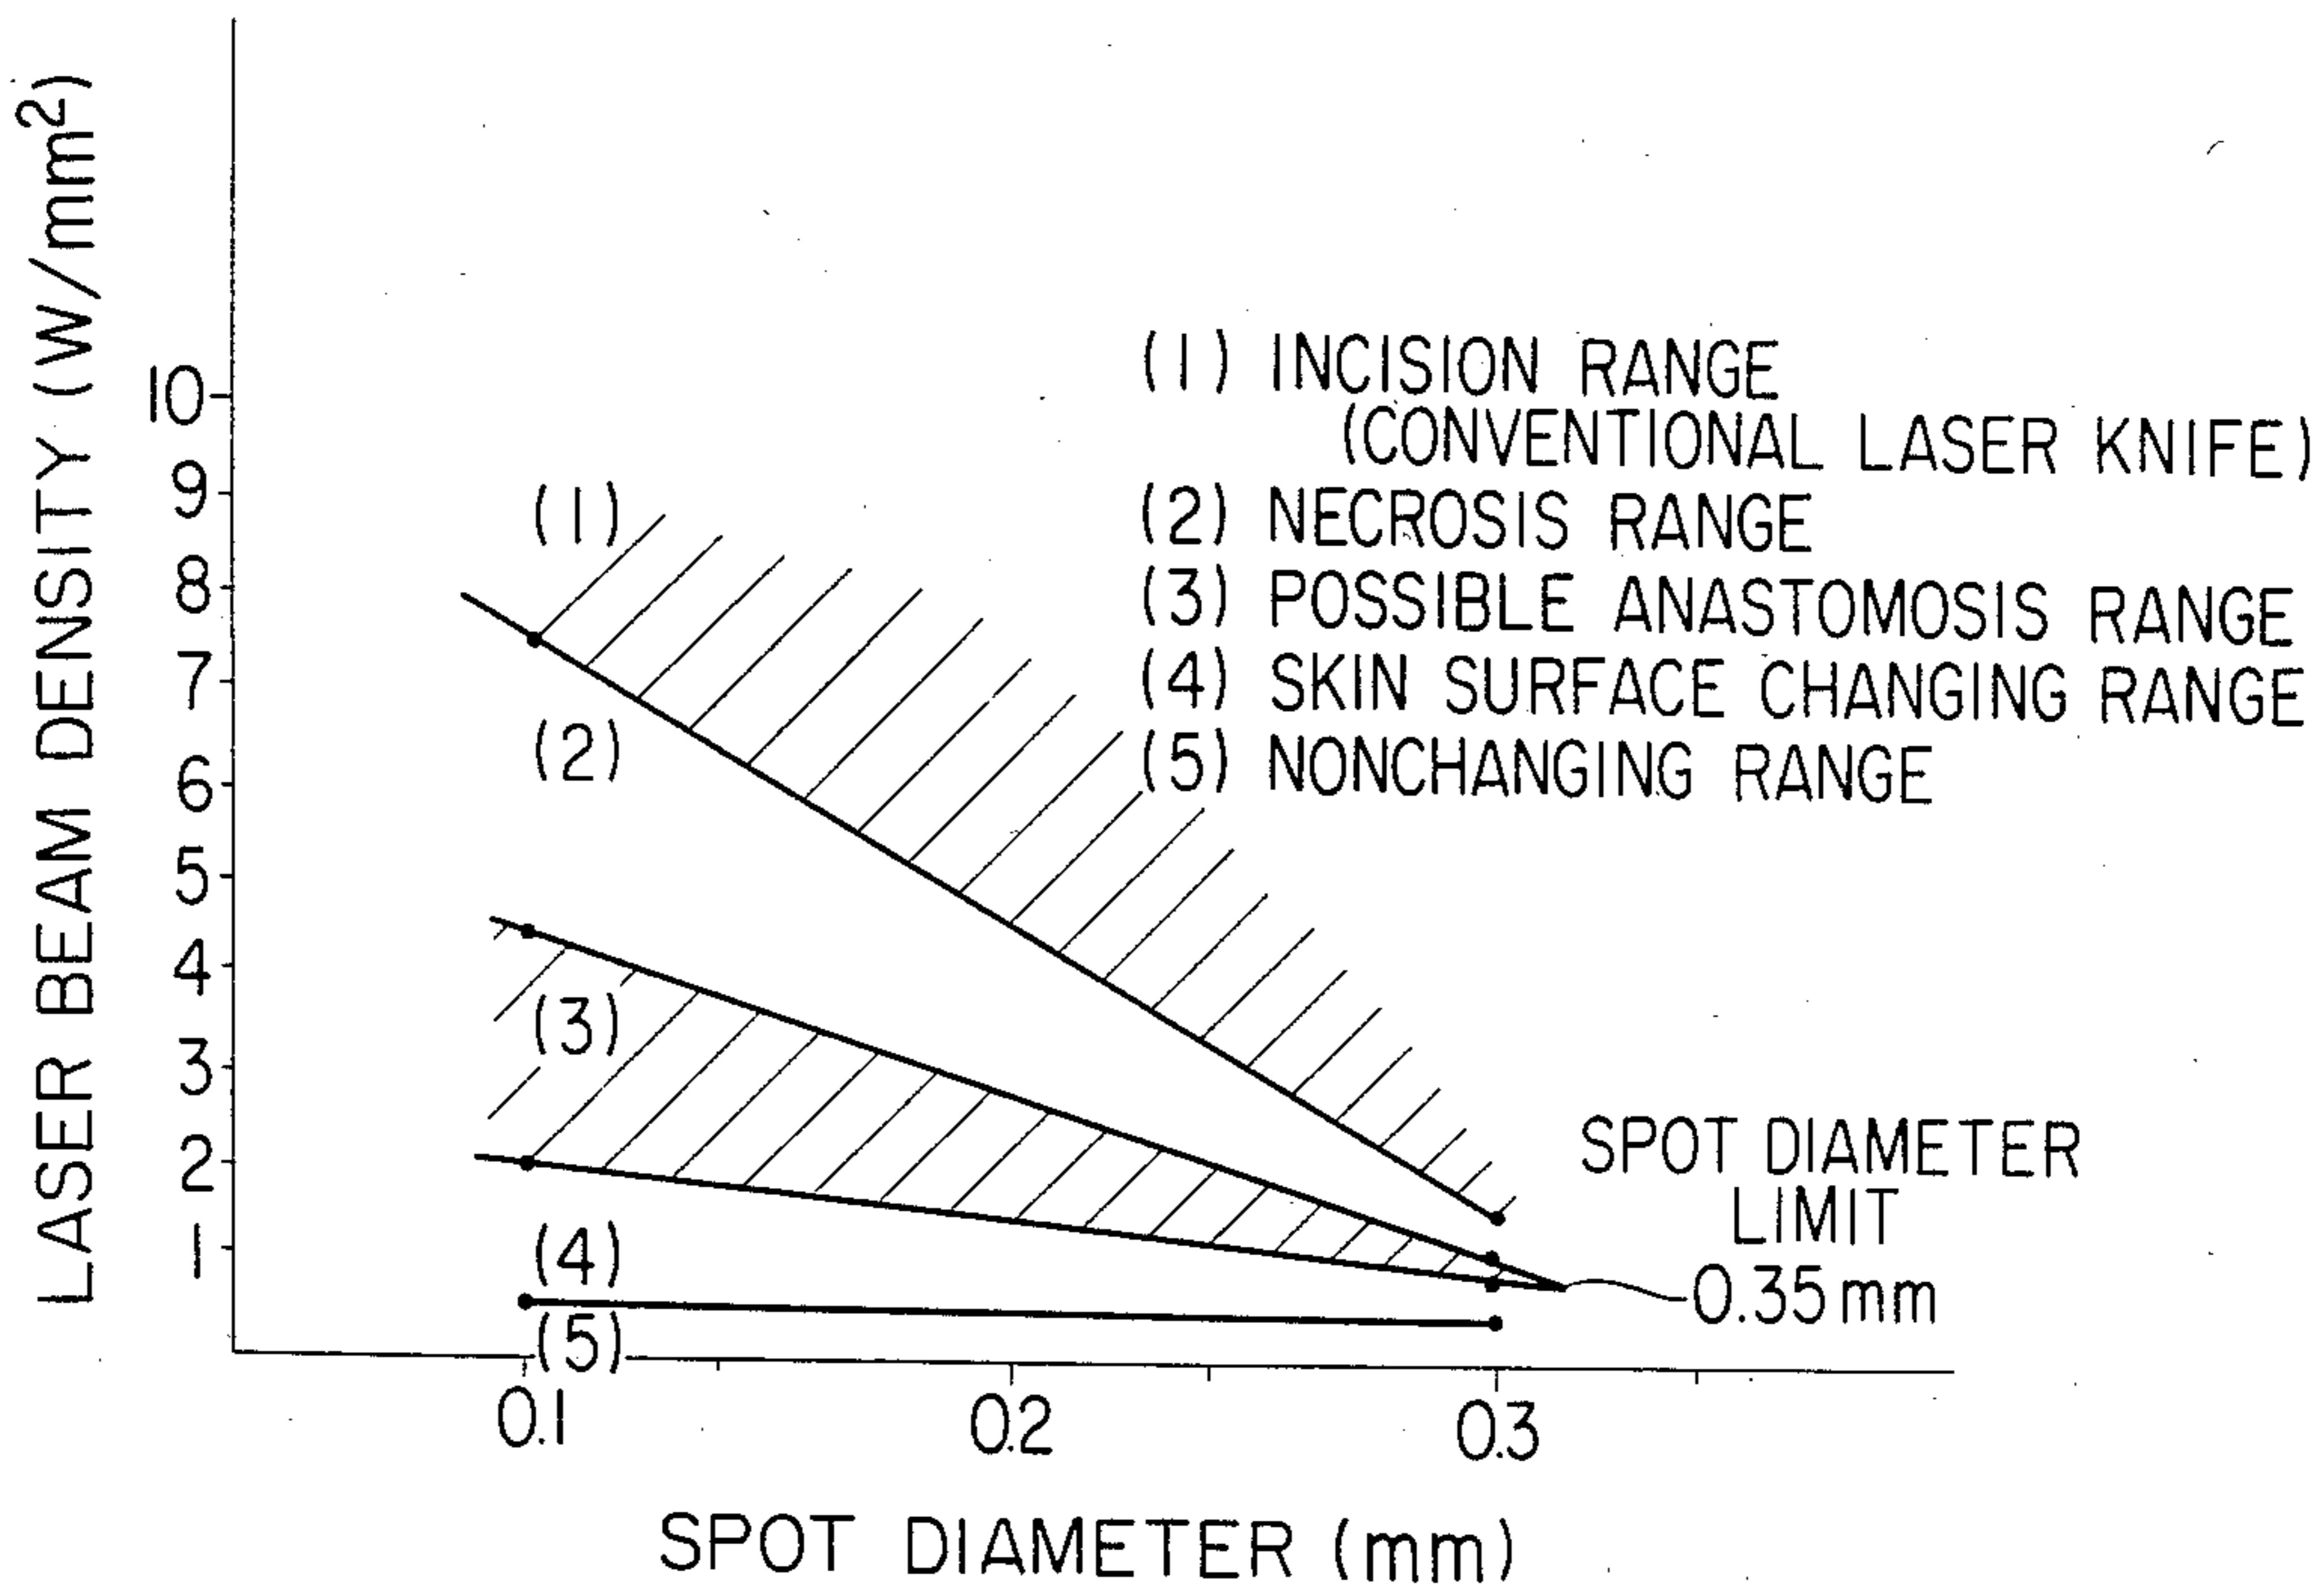 LASER BEAM DENSITY (W/mm²)
10
9
8
7
6
5
4
3
2
1
(1)
(2)
(3)
(4)
(5)
(1) INCISION RANGE
(CONVENTIONAL LASER KNIFE)
(2) NECROSIS RANGE
(3) POSSIBLE ANASTOMOSIS RANGE
(4) SKIN SURFACE CHANGING RANGE
(5) NONCHANGING RANGE
SPOT DIAMETER
LIMIT
0.35mm
0.1 0.2 0.3
SPOT DIAMETER (mm)